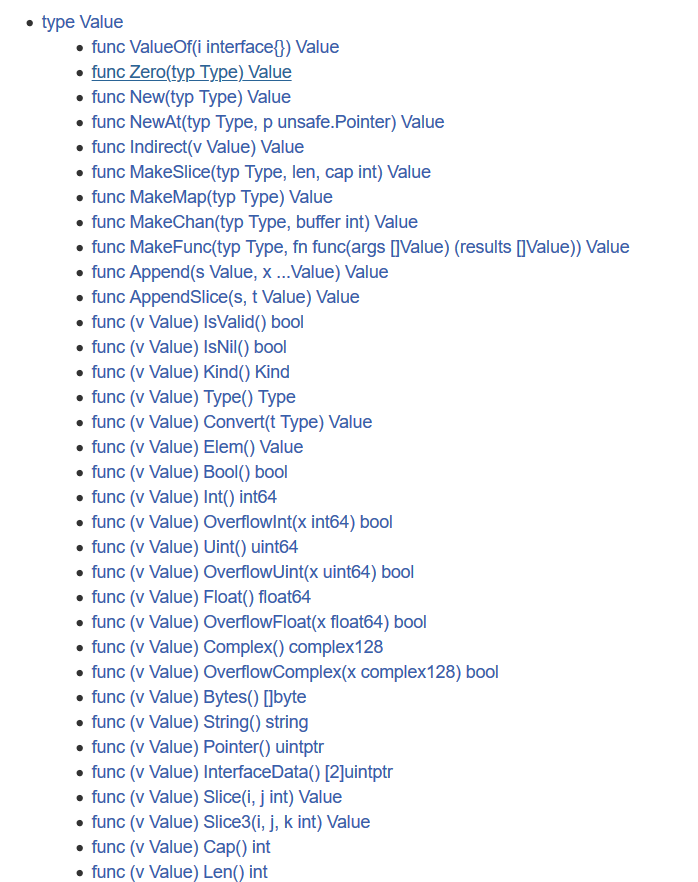 type Value
func ValueOf(i interface{}) Value
func Zero(typ Type) Value
func New(typ Type) Value
func NewAt(typ Type, p unsafe.Pointer) Value
func Indirect(v Value) Value
func MakeSlice(typ Type, len, cap int) Value
func MakeMap(typ Type) Value
func MakeChan(typ Type, buffer int) Value
func MakeFunc(typ Type, fn func(args []Value) (results []Value)) Value
func Append(s Value, x ...Value) Value
func AppendSlice(s, t Value) Value
func (v Value) IsValid() bool
func (v Value) IsNil() bool
func (v Value) Kind() Kind
func (v Value) Type() Type
func (v Value) Convert(t Type) Value
func (v Value) Elem() Value
func (v Value) Bool() bool
func (v Value) Int() int64
func (v Value) OverflowInt(x int64) bool
func (v Value) Uint() uint64
func (v Value) OverflowUint(x uint64) bool
func (v Value) Float() float64
func (v Value) OverflowFloat(x float64) bool
func (v Value) Complex() complex128
func (v Value) OverflowComplex(x complex128) bool
func (v Value) Bytes() []byte
func (v Value) String() string
func (v Value) Pointer() uintptr
func (v Value) InterfaceData() [2]uintptr
func (v Value) Slice(i, j int) Value
func (v Value) Slice3(i, j, k int) Value
func (v Value) Cap() int
func (v Value) Len() int